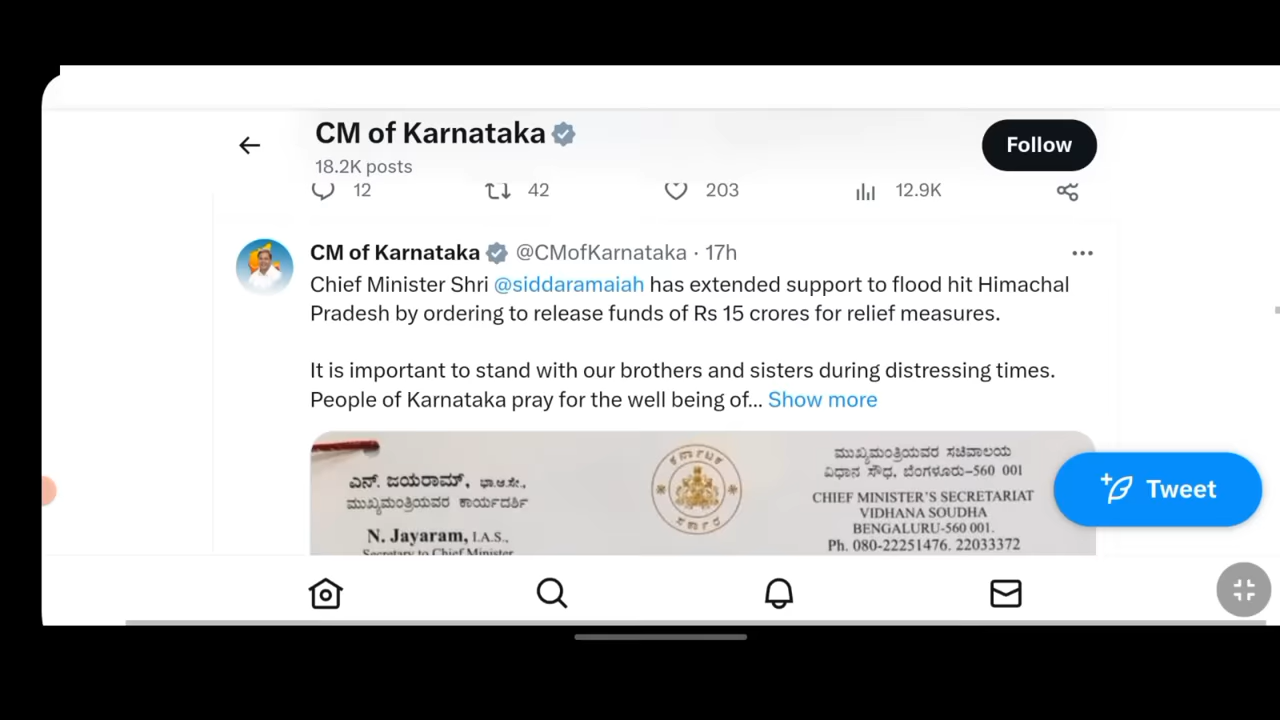 CM of Karnataka
18.2K posts
Follow
12 42 203 12.9K
CM of Karnataka @CMofKarnataka · 17h
Chief Minister Shri @siddaramaiah has extended support to flood hit Himachal
Pradesh by ordering to release funds of Rs 15 crores for relief measures.
It is important to stand with our brothers and sisters during distressing times.
People of Karnataka pray for the well being of... Show more
ಎನ್. ಜಯರಾಮ್, ಭಾ.ಆ.ಸೇ.,
ಮುಖ್ಯಮಂತ್ರಿಯವರ ಕಾರ್ಯದರ್ಶಿ
N. Jayaram, I.A.S.,
Secretary to Chief Minister
ಕರ್ನಾಟಕ
ಸರ್ಕಾರ
ಮುಖ್ಯಮಂತ್ರಿಯವರ ಸಚಿವಾಲಯ
ವಿಧಾನ ಸೌಧ, ಬೆಂಗಳೂರು-560 001
CHIEF MINISTER'S SECRETARIAT
VIDHANA SOUDHA
BENGALURU-560 001.
Ph. 080-22251476. 22033372
Tweet